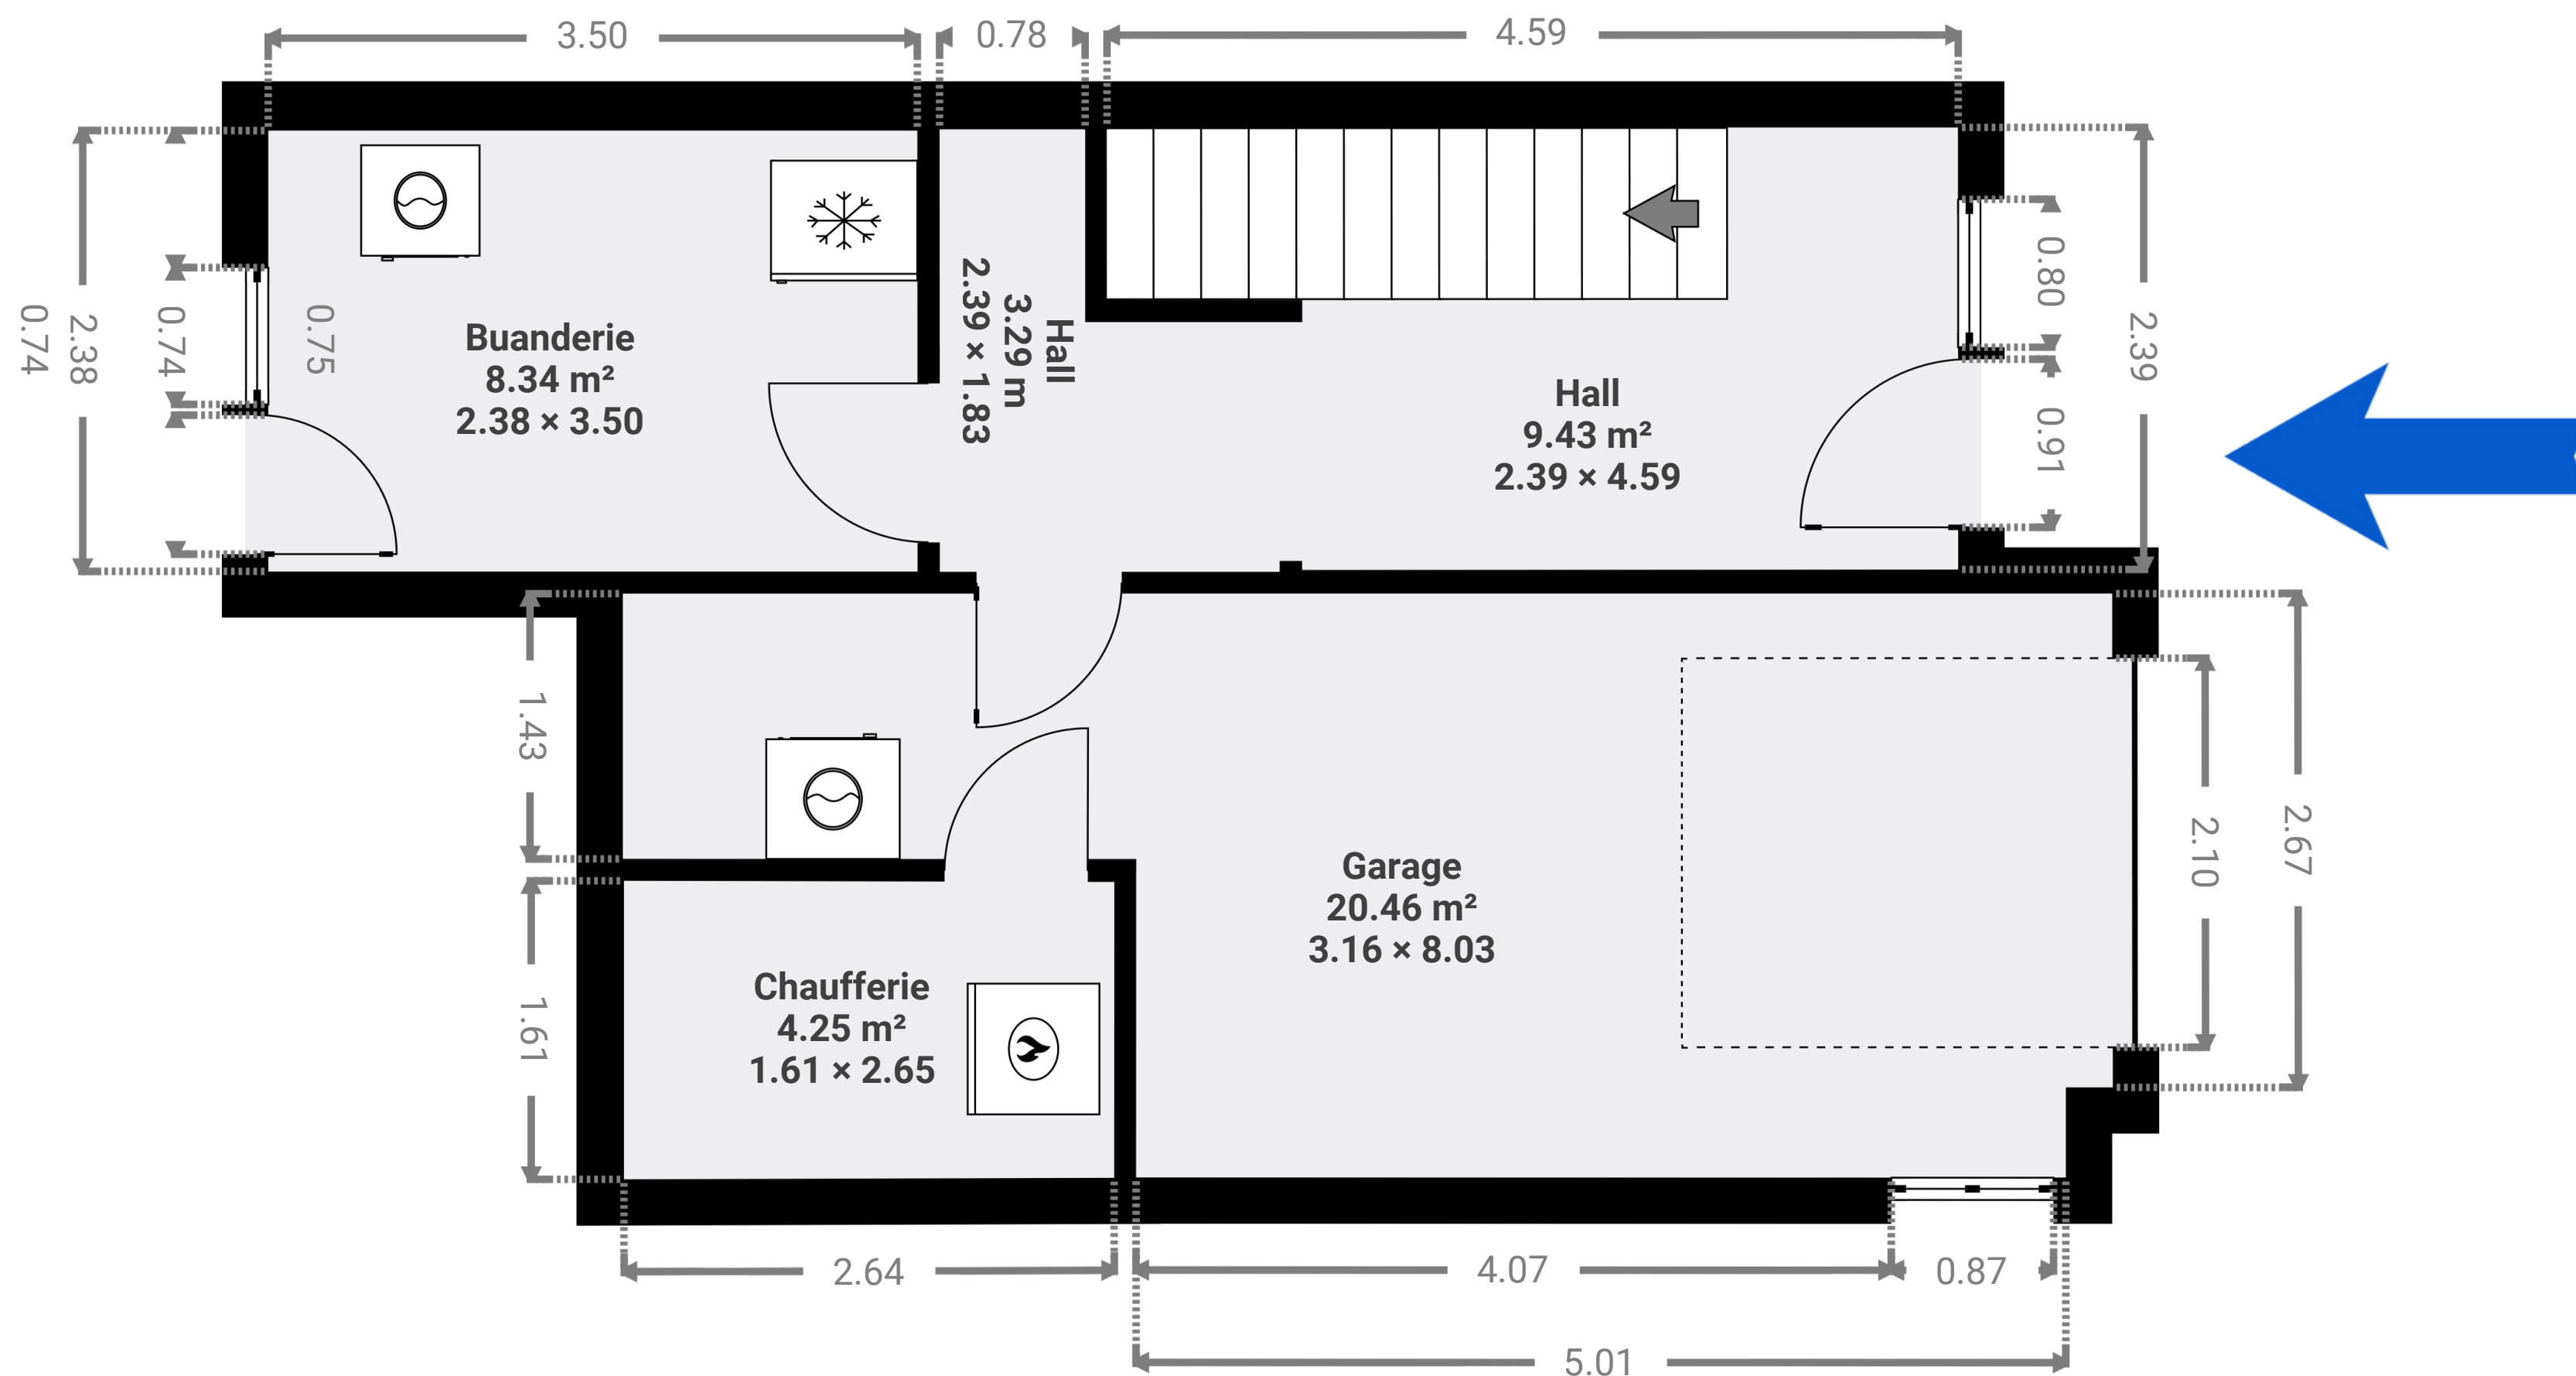 3.50
0.78
4.59
0.74
2.38
0.74
0.75
Buanderie
8.34 m²
2.38 × 3.50
Hall
3.29 m
2.39 × 1.83
Hall
9.43 m²
2.39 × 4.59
0.80
0.91
2.39
1.43
1.61
Garage
20.46 m²
3.16 × 8.03
2.10
2.67
Chaufferie
4.25 m²
1.61 × 2.65
2.64
4.07
0.87
5.01